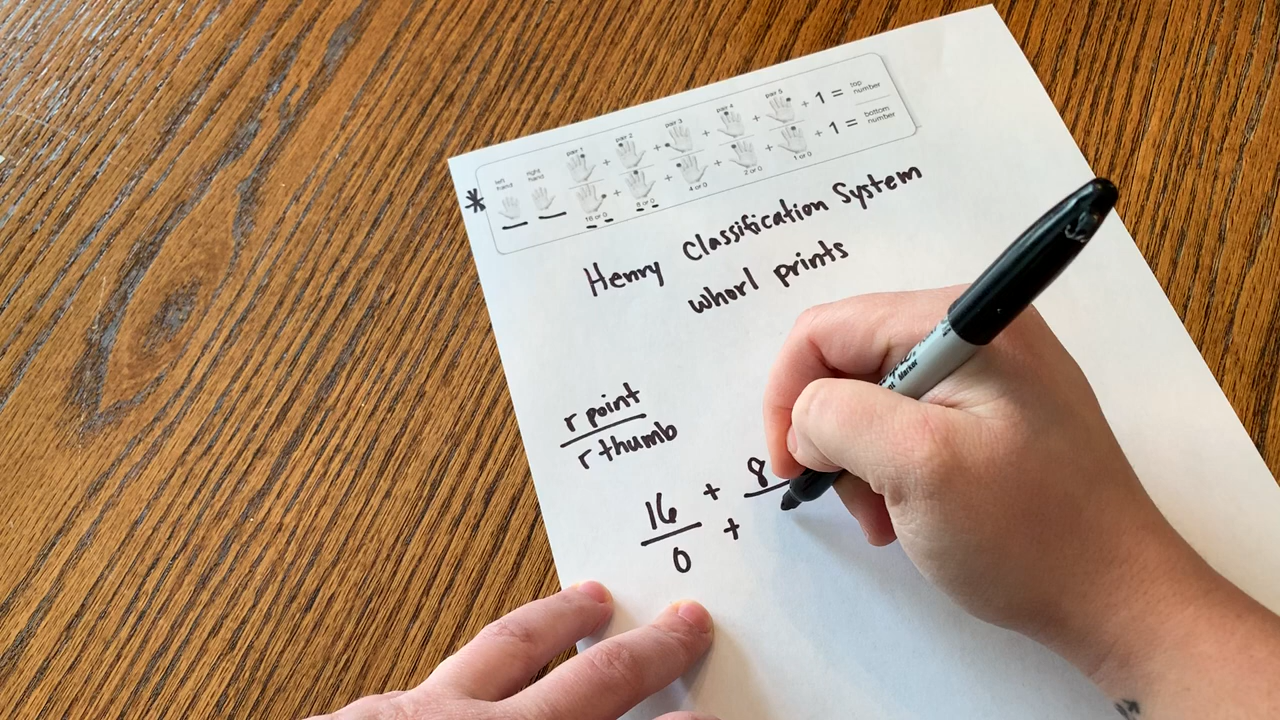 pair 1 pair 2 pair 3 pair 4 pair 5
left hand right hand + + + + + 1 = top number
+ + + + + 1 = bottom number
16 or 0 8 or 0 4 or 0 2 or 0 1 or 0
*
Henry Classification System
whorl prints
r point
r thumb
16 + 8
0 +
Marker